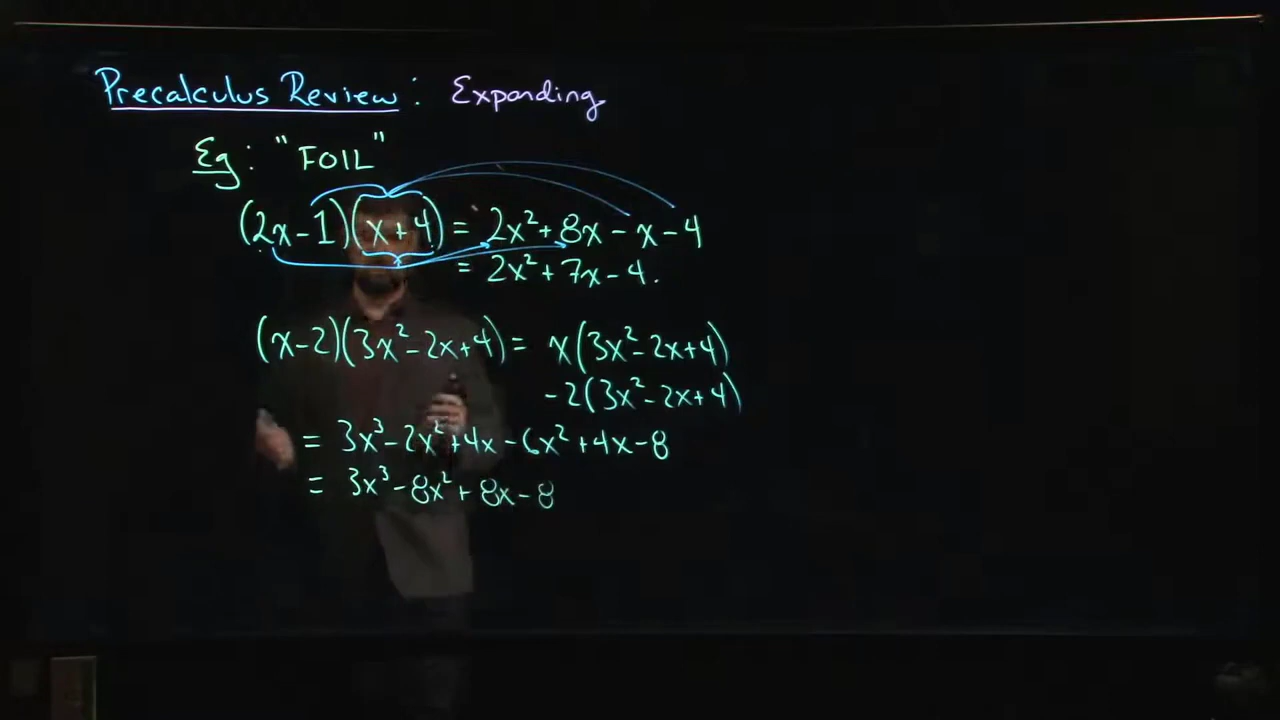 Precalculus Review: Expanding
Eg: "FOIL"
(2x-1)(x+4) = 2x²+8x-x-4
= 2x²+7x-4.
(x-2)(3x²-2x+4) = x(3x²-2x+4)
-2(3x²-2x+4)
= 3x³-2x²+4x-6x²+4x-8
= 3x³-8x²+8x-8